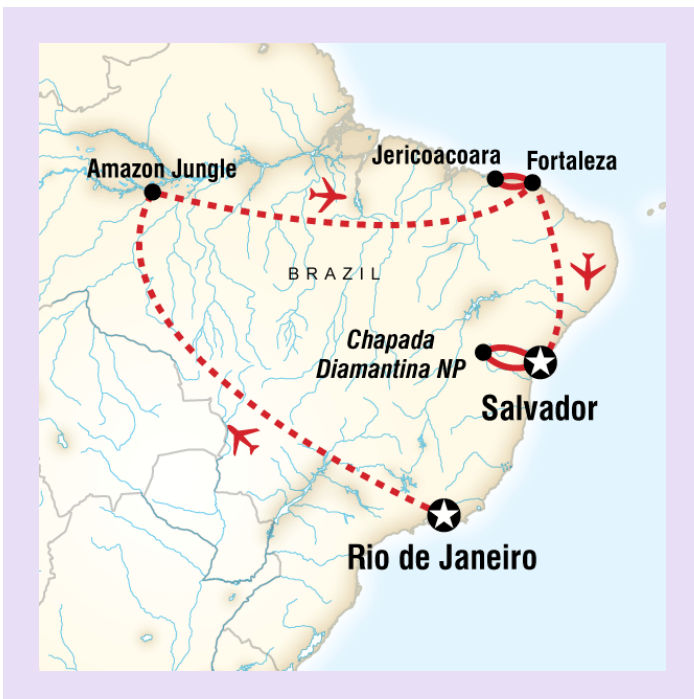 Jericoacoara
Fortaleza
Amazon Jungle
BRAZIL
Chapada
Diamantina NP
Salvador
Rio de Janeiro